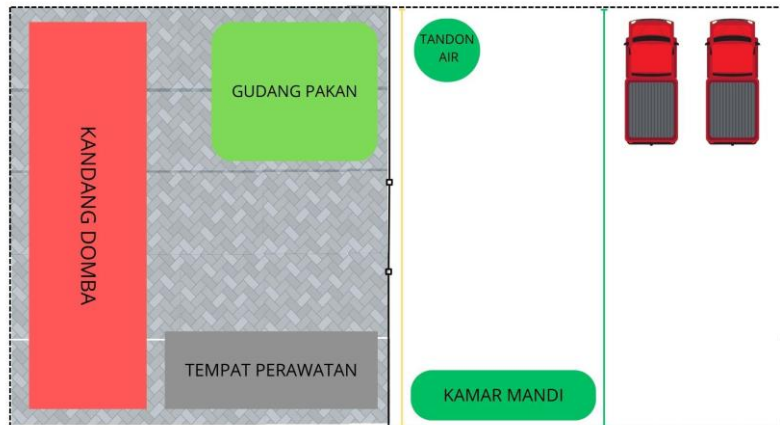 KANDANG DOMBA
GUDANG PAKAN
TEMPAT PERAWATAN
TANDON
AIR
KAMAR MANDI